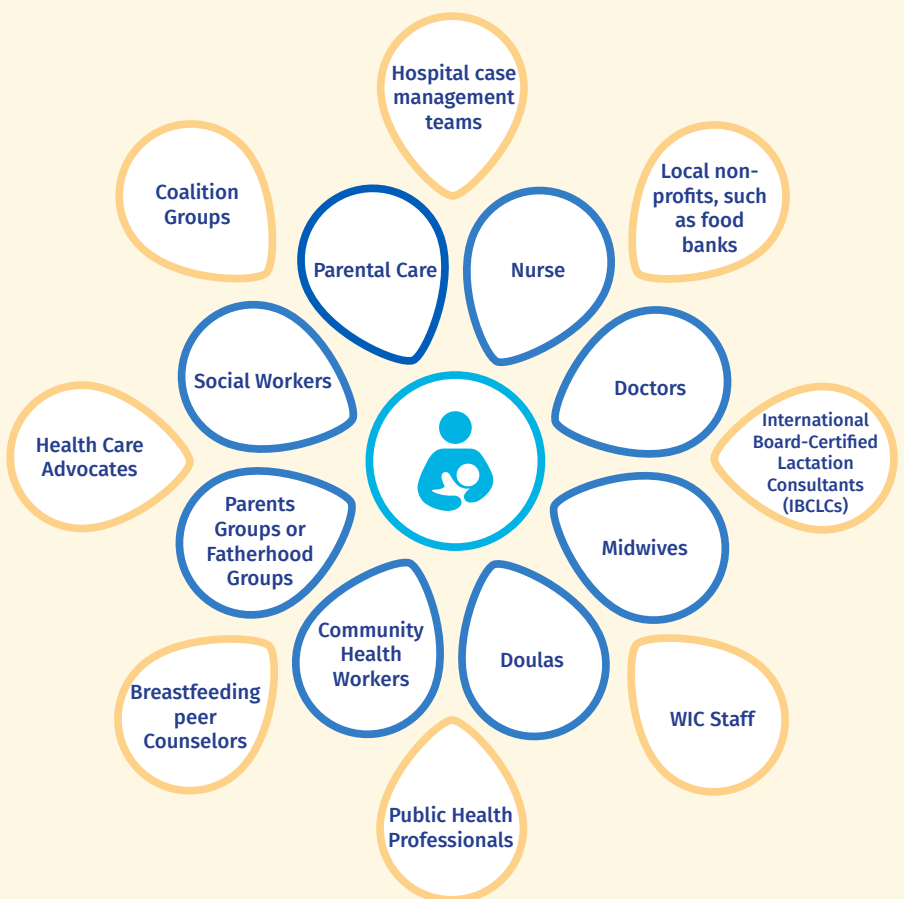 Hospital case
management
teams
Local non-
profits, such
as food
banks
International
Board-Certified
Lactation
Consultants
(IBCLCs)
WIC Staff
Public Health
Professionals
Breastfeeding
peer
Counselors
Health Care
Advocates
Coalition
Groups
Parental Care
Nurse
Doctors
Midwives
Doulas
Community
Health
Workers
Parents
Groups or
Fatherhood
Groups
Social Workers